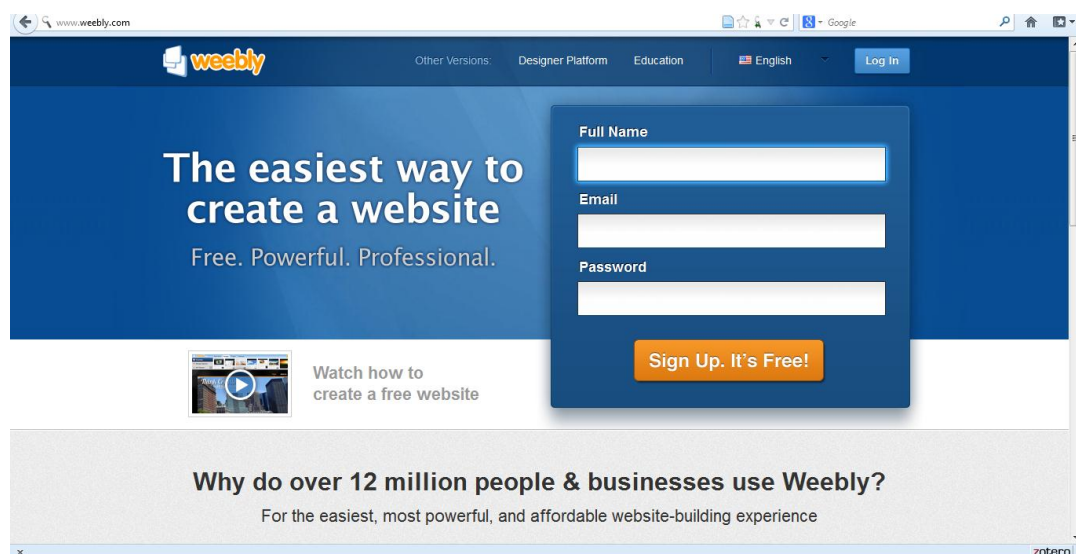 www.weebly.com
Google
weebly
Other Versions:
Designer Platform
Education
English
Log In
The easiest way to
create a website
Free. Powerful. Professional.
Full Name
Email
Password
Sign Up. It's Free!
Watch how to
create a free website
Why do over 12 million people & businesses use Weebly?
For the easiest, most powerful, and affordable website-building experience
x
zotero